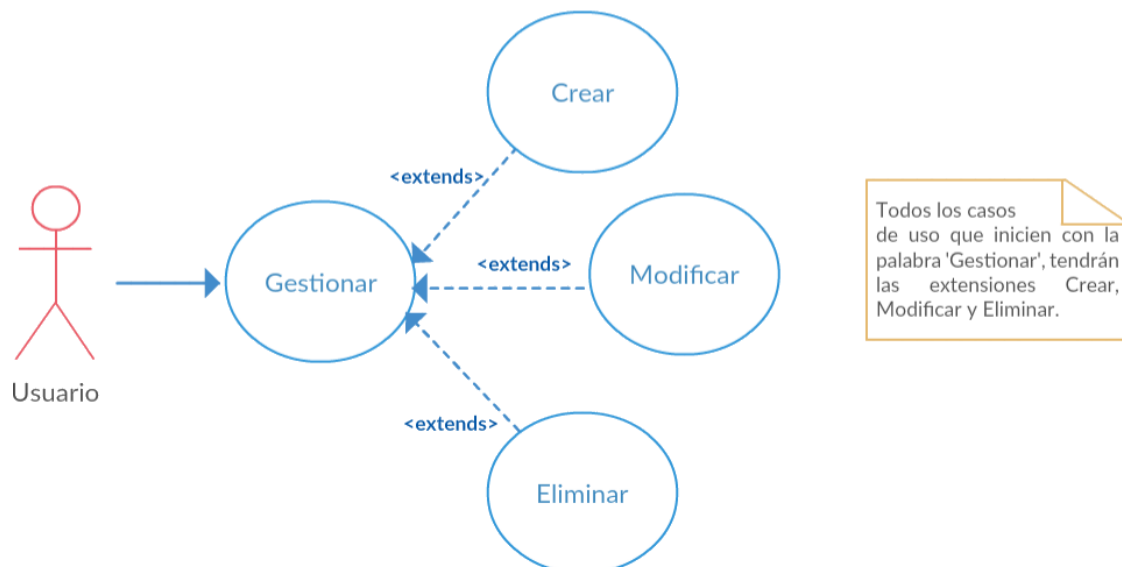 Crear
<extends>
Todos los casos
de uso que inicien con la
palabra 'Gestionar', tendrán
las extensiones Crear,
Modificar y Eliminar.
Gestionar
<extends>
Modificar
Usuario
<extends>
Eliminar